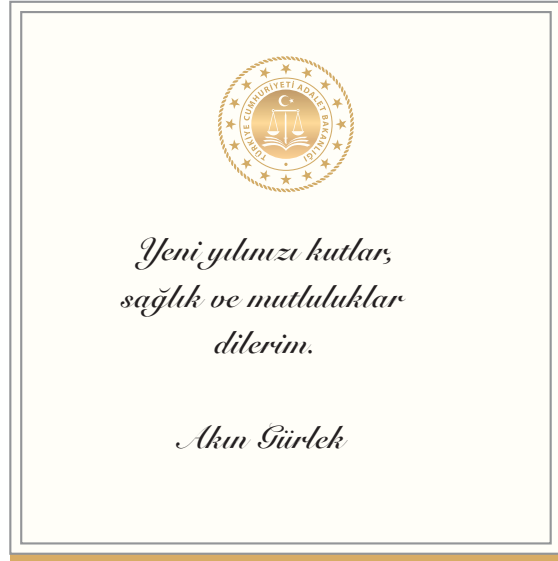 TÜRKİYE CUMHURİYETİ ADALET BAKANLIĞI
Yeni yılınızı kutlar,
sağlık ve mutluluklar
dilerim.
Akın Gürlek